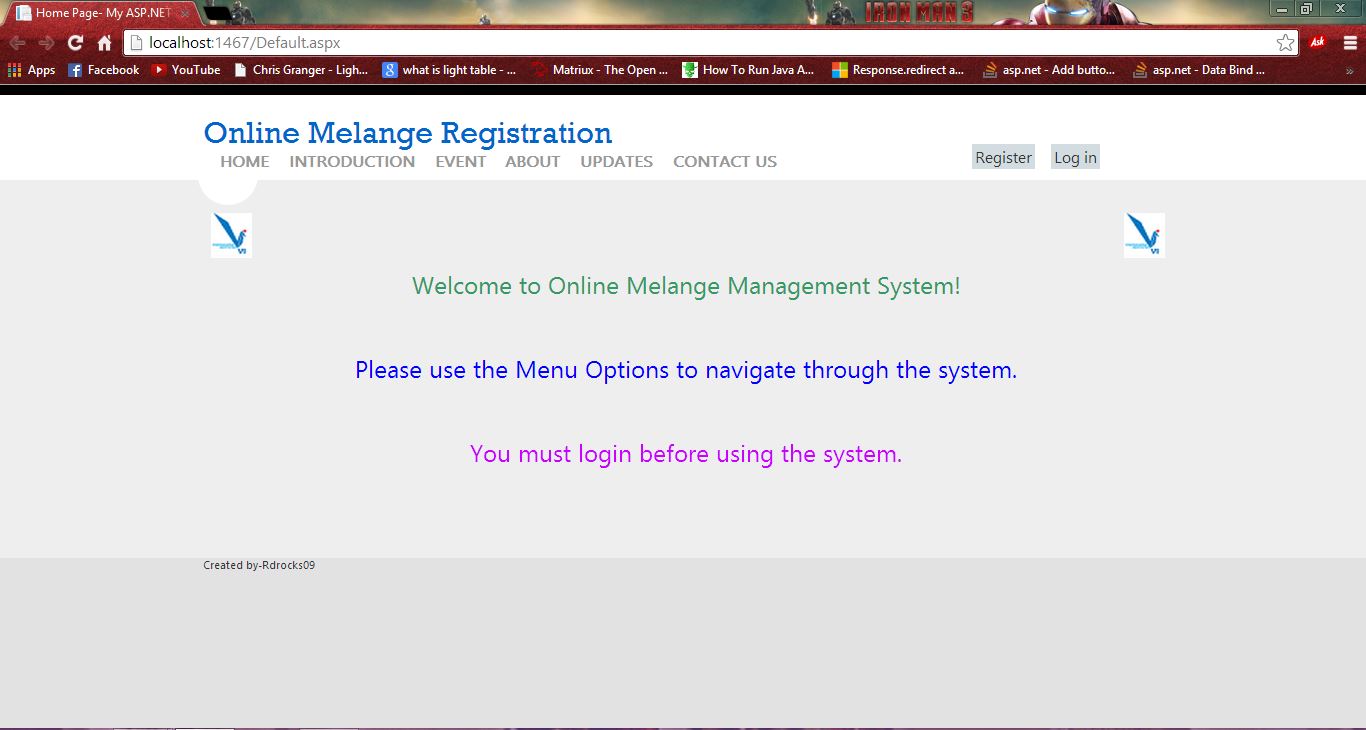 Home Page- My ASP.NET
IRON MAN 3
localhost:1467/Default.aspx
Ask
Apps
Facebook
YouTube
Chris Granger - Ligh...
what is light table - ...
Matriux - The Open ...
How To Run Java A...
Response.redirect a...
asp.net - Add butto...
asp.net - Data Bind ...
»
Online Melange Registration
HOME INTRODUCTION EVENT ABOUT UPDATES CONTACT US
Register Log in
Welcome to Online Melange Management System!
Please use the Menu Options to navigate through the system.
You must login before using the system.
Created by-Rdrocks09